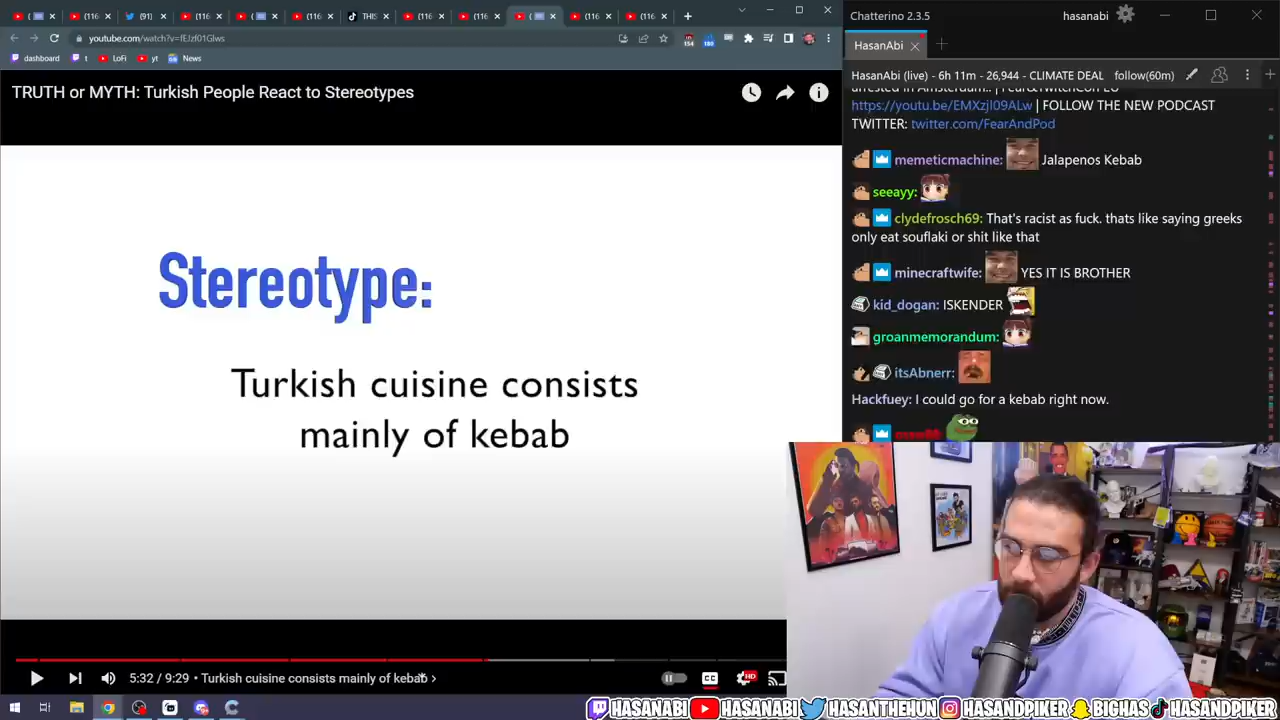 youtube.com/watch?v=fEJzf01Glws
dashboard
t
LoFi
yt
News
TRUTH or MYTH: Turkish People React to Stereotypes
Stereotype:
Turkish cuisine consists
mainly of kebab
5:32 / 9:29 • Turkish cuisine consists mainly of kebab
Chatterino 2.3.5
hasanabi
HasanAbi
HasanAbi (live) - 6h 11m - 26,944 - CLIMATE DEAL
follow(60m)
https://youtu.be/EMXzjI09ALw | FOLLOW THE NEW PODCAST
TWITTER: twitter.com/FearAndPod
memeticmachine: Jalapenos Kebab
seeayy:
clydefrosch69: That's racist as fuck. thats like saying greeks
only eat souflaki or shit like that
minecraftwife: YES IT IS BROTHER
kid_dogan: ISKENDER
groanmemorandum:
itsAbnerr:
Hackfuey: I could go for a kebab right now.
HASANABI HASANABI HASANTHEHUN HASANDPIKER BIGHAS HASANDPIKER